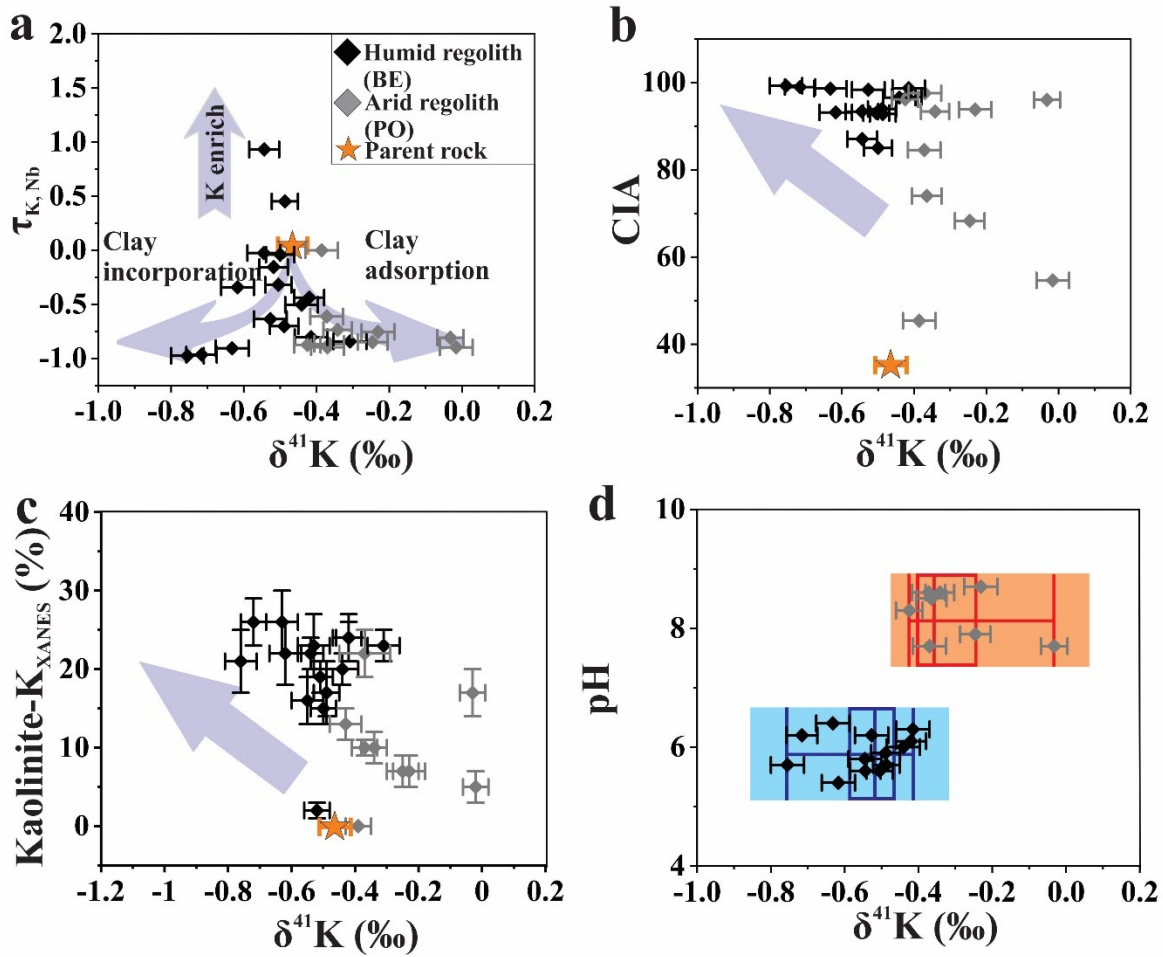 a
2.0
1.5
1.0
0.5
0.0
-0.5
-1.0
τK, Nb
K enrich
Humid regolith
(BE)
Arid regolith
(PO)
Parent rock
Clay
incorporation
Clay
adsorption
-1.0 -0.8 -0.6 -0.4 -0.2 0.0 0.2
δ⁴¹K (‰)
b
100
80
60
40
CIA
-1.0 -0.8 -0.6 -0.4 -0.2 0.0 0.2
δ⁴¹K (‰)
c
40
30
20
10
0
Kaolinite-KXANES (%)
-1.2 -1 -0.8 -0.6 -0.4 -0.2 0 0.2
δ⁴¹K (‰)
d
10
8
6
4
pH
-1.0 -0.8 -0.6 -0.4 -0.2 0.0 0.2
δ⁴¹K (‰)